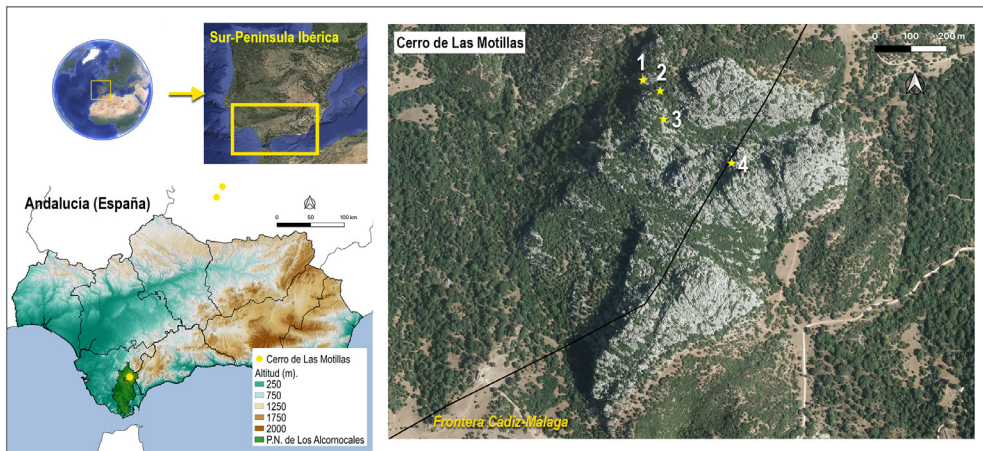 Sur-Península Ibérica
Andalucía (España)
0 50 100 km
Cerro de Las Motillas
Altitud (m).
250
750
1250
1750
2000
P.N. de Los Alcornocales
Cerro de Las Motillas
0 100 200 m
1
2
3
4
Frontera Cádiz-Málaga